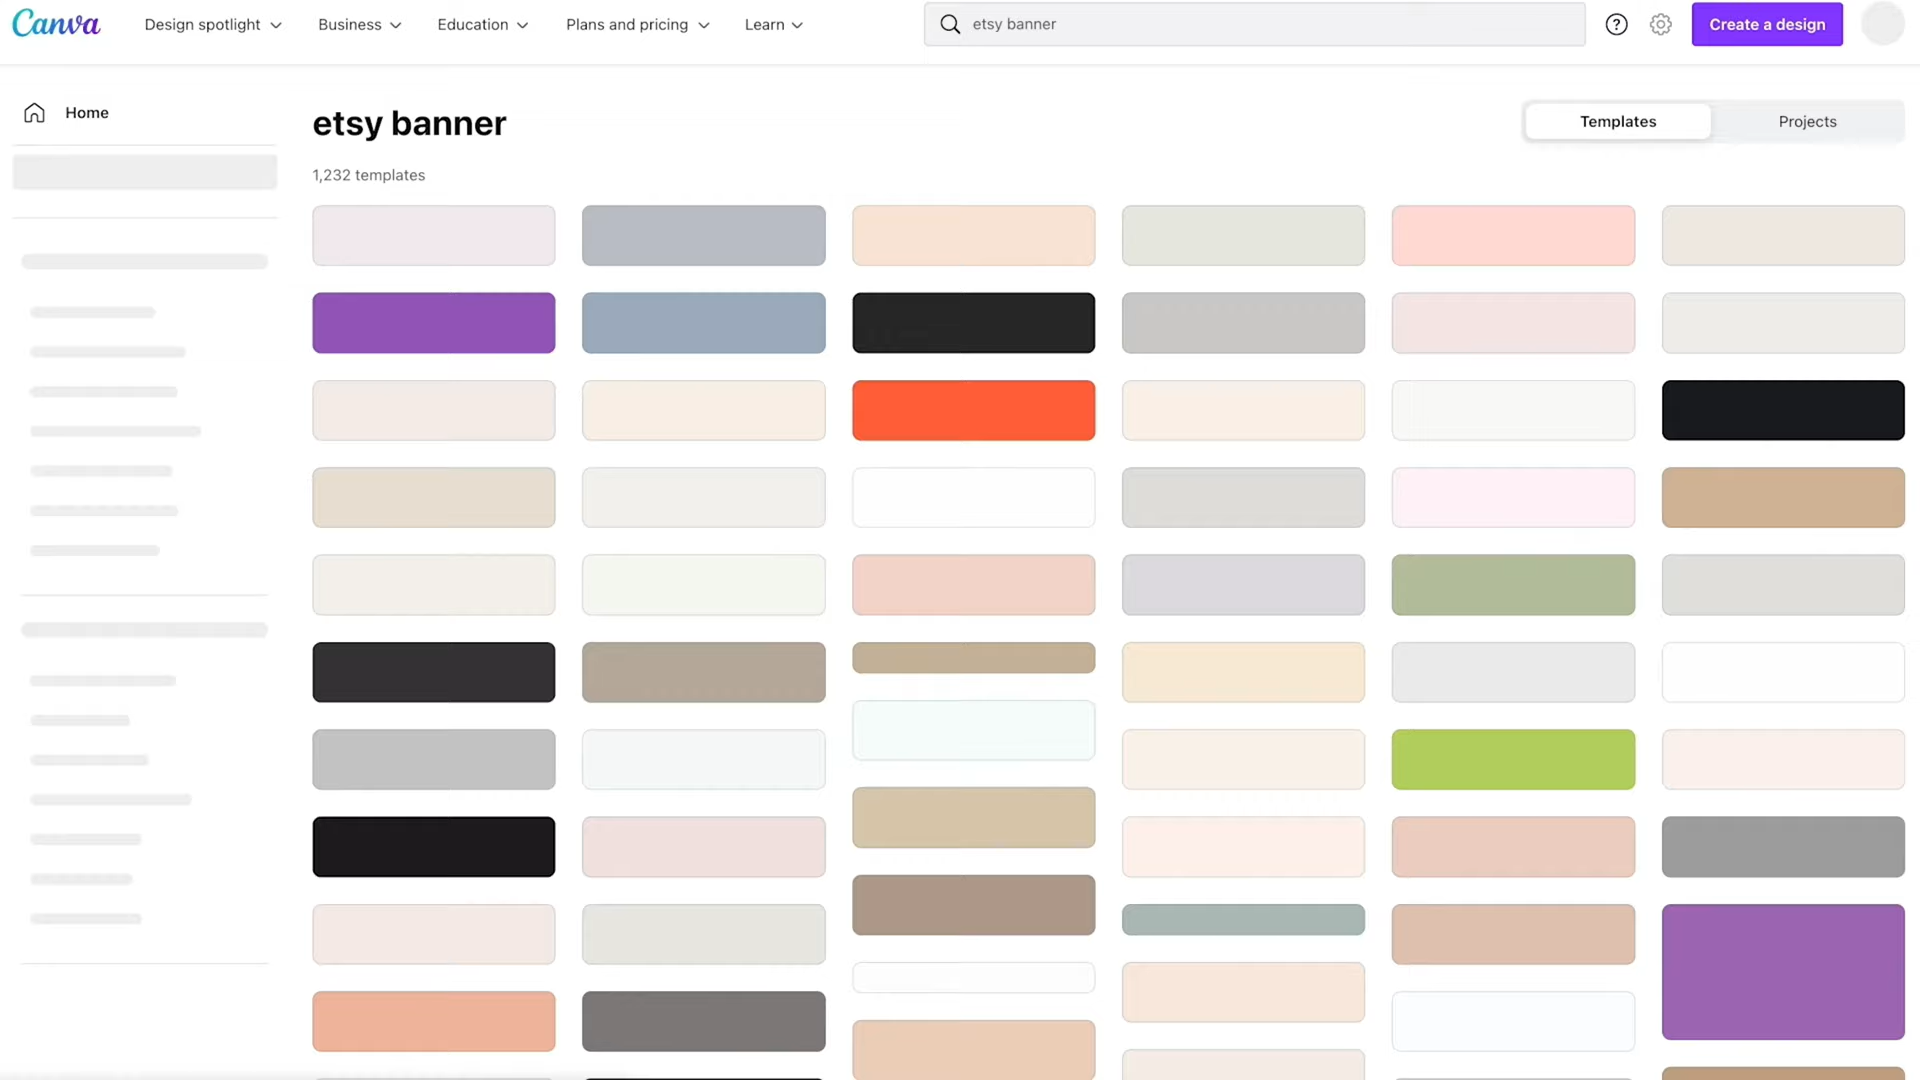 Canva
Design spotlight
Business
Education
Plans and pricing
Learn
etsy banner
Create a design
Home
etsy banner
Templates
Projects
1,232 templates